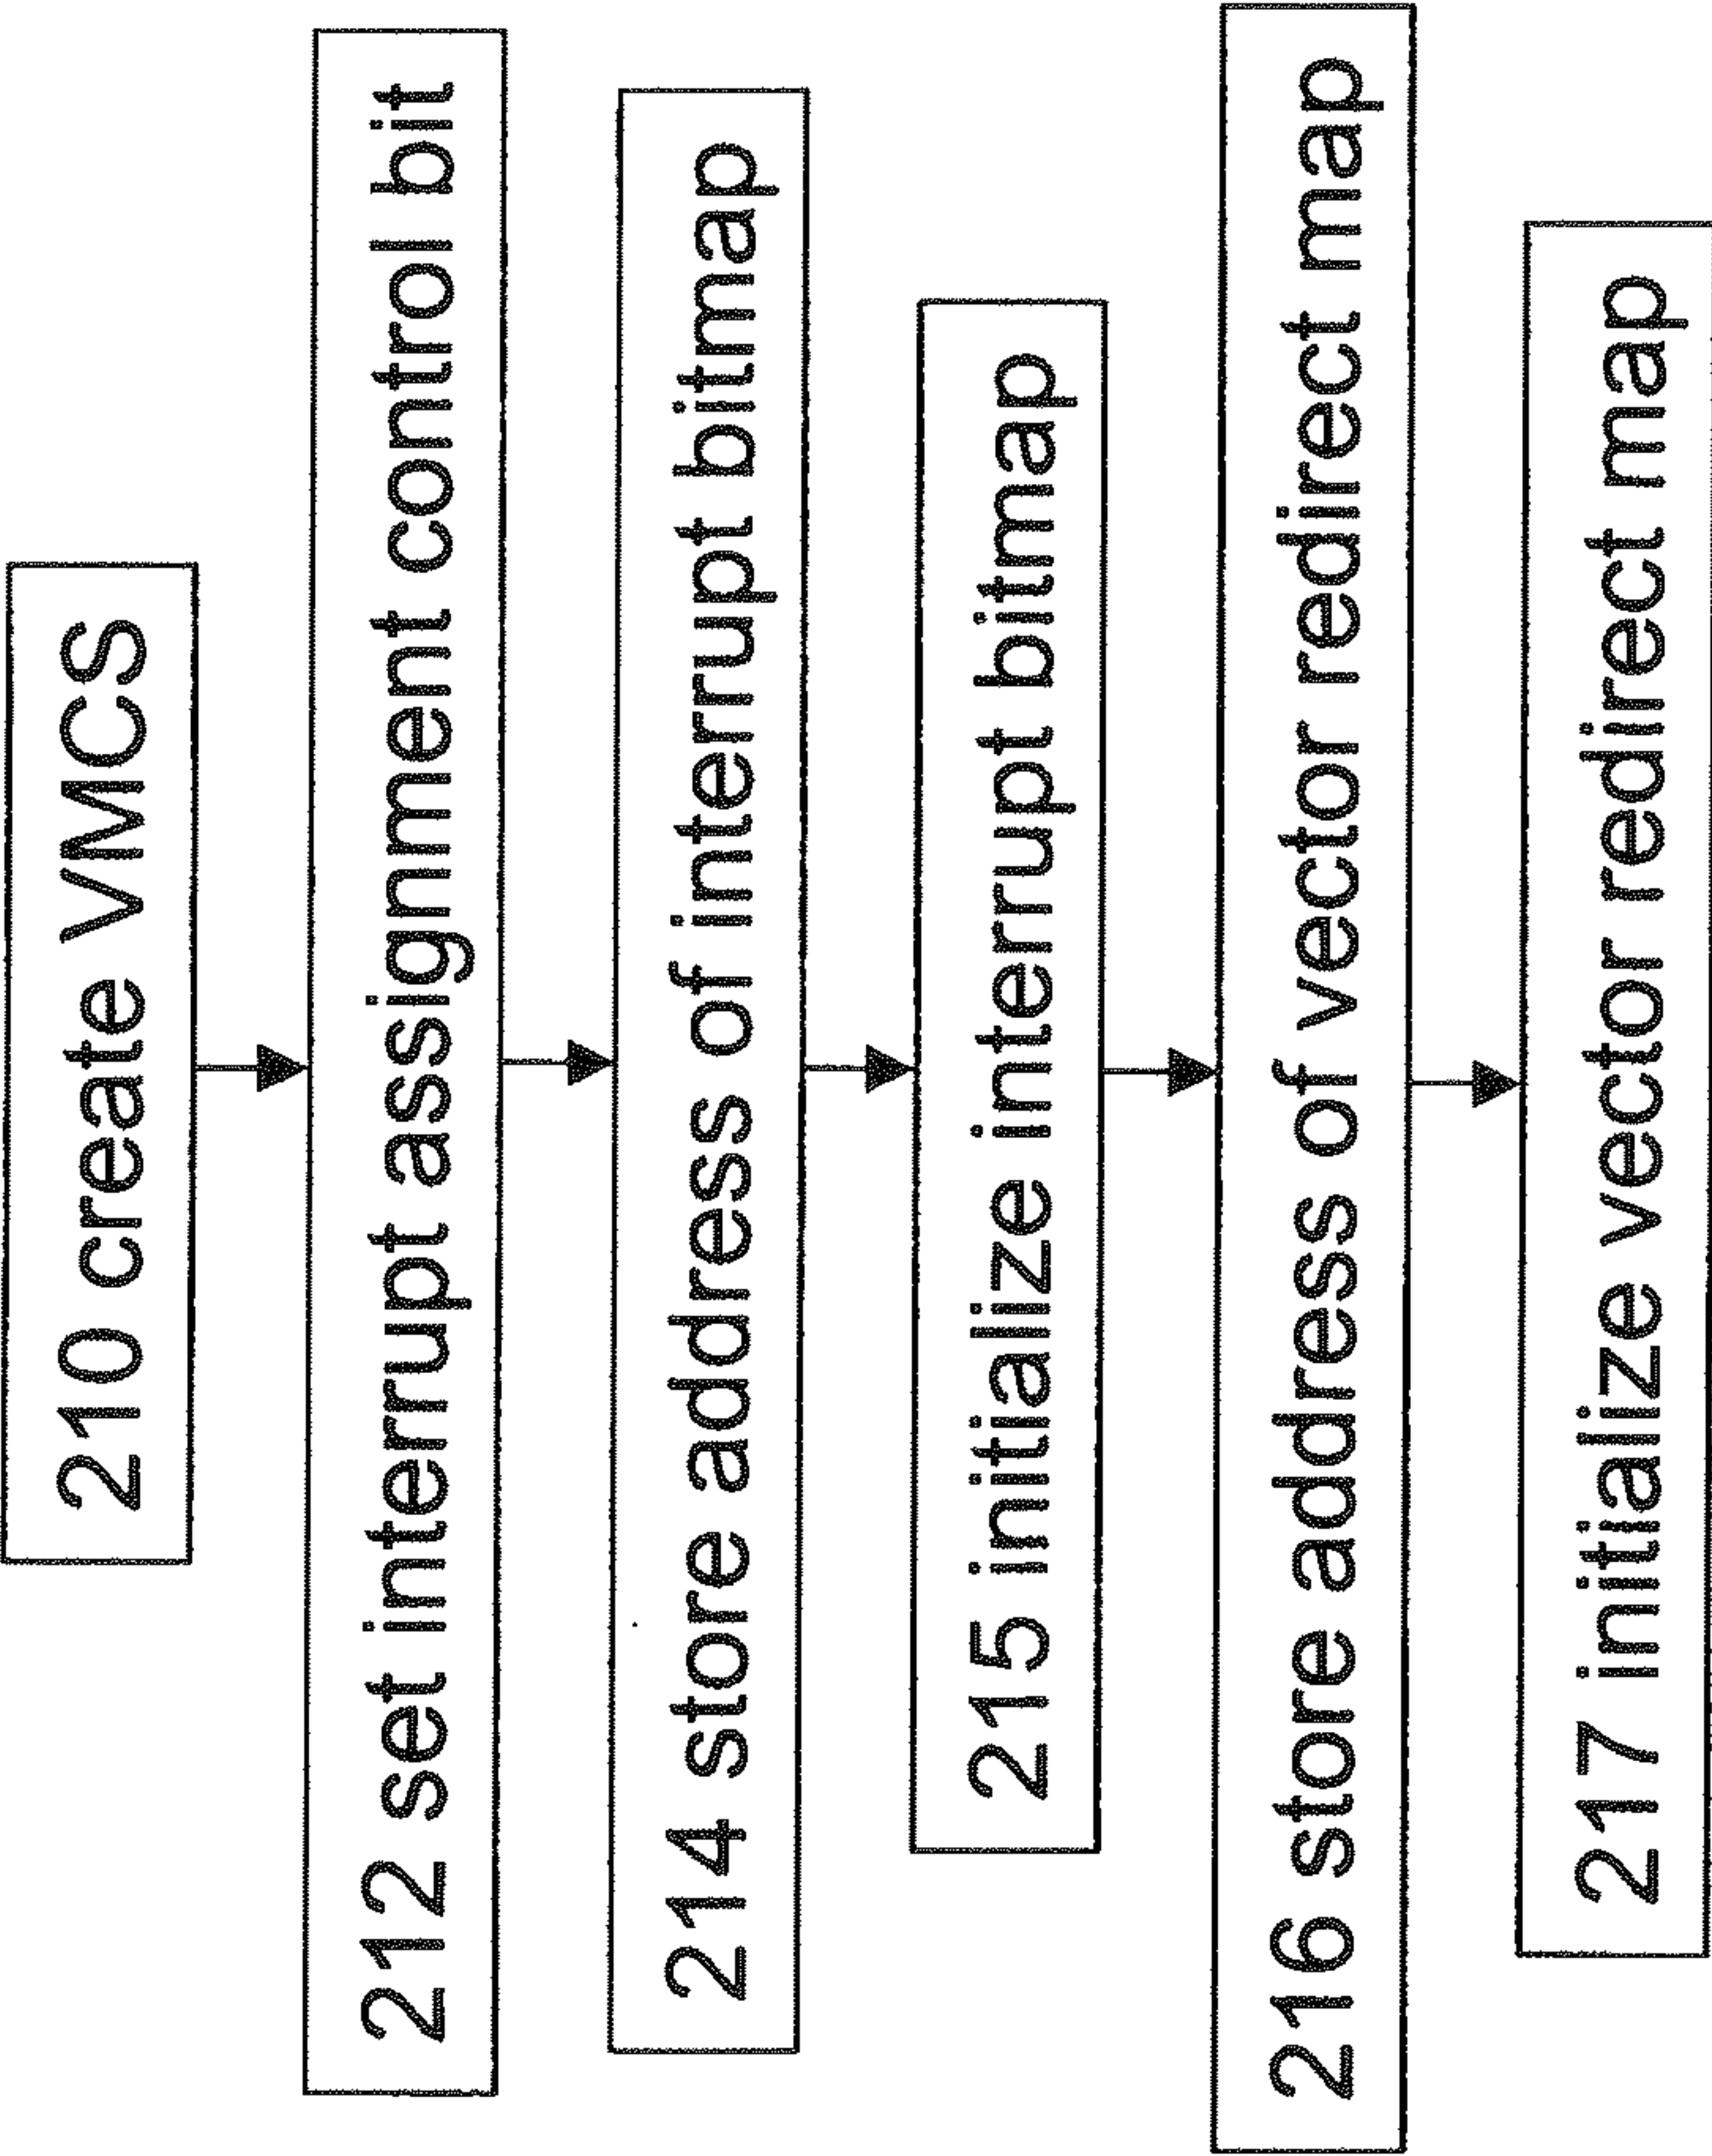 210 create VMCS
212 set interrupt assignment control bit
214 store address of interrupt bitmap
215 initialize interrupt bitmap
216 store address of vector redirect map
217 initialize vector redirect map